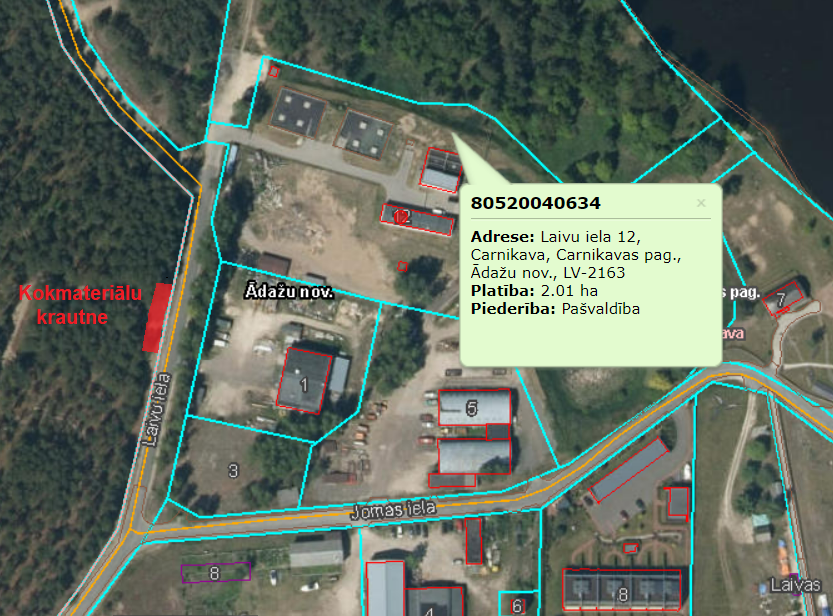 80520040634
×
Adrese: Laivu iela 12,
Carnikava, Carnikavas pag.,
Ādažu nov., LV-2163
Platība: 2.01 ha
Piederība: Pašvaldība
12
Kokmateriālu
krautne
Ādažu nov.
s pag.
7
ava
1
5
Laivu iela
3
Jomas iela
8
8
4
6
Laivas